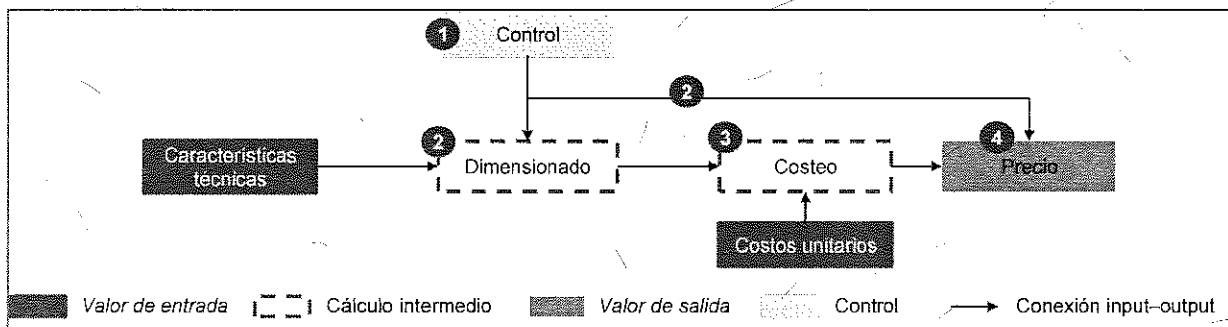 1 Control
2
Características técnicas
2 Dimensionado
3 Costeo
4 Precio
Costos unitarios
Valor de entrada
Cálculo intermedio
Valor de salida
Control
Conexión input–output